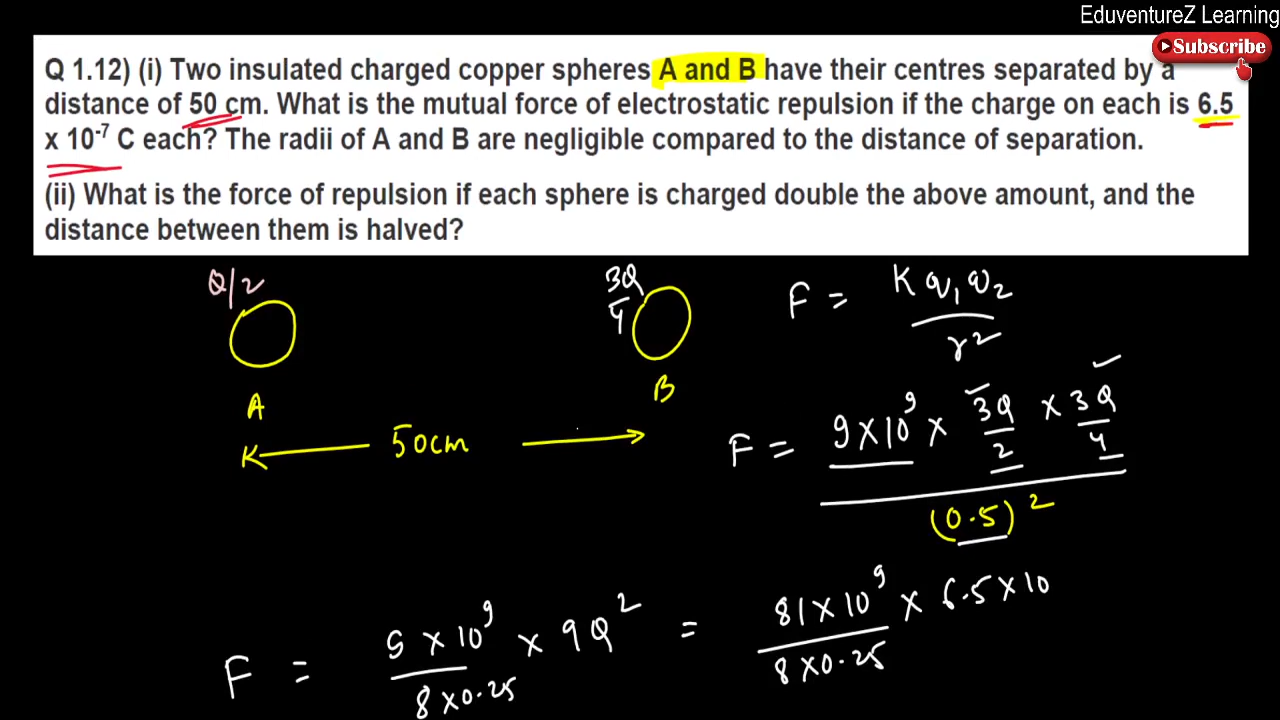 EduventureZ Learning
Subscribe
Q 1.12) (i) Two insulated charged copper spheres A and B have their centres separated by a
distance of 50 cm. What is the mutual force of electrostatic repulsion if the charge on each is 6.5
x 10⁻⁷ C each? The radii of A and B are negligible compared to the distance of separation.
(ii) What is the force of repulsion if each sphere is charged double the above amount, and the
distance between them is halved?
Q/2
3Q/4
A
B
50cm
F = K q₁ q₂ / r²
F = 9×10⁹ × 3Q/2 × 3Q/4 / (0.5)²
F = 9×10⁹ / 8×0.25 × 9Q² = 81×10⁹ / 8×0.25 × 6.5×10